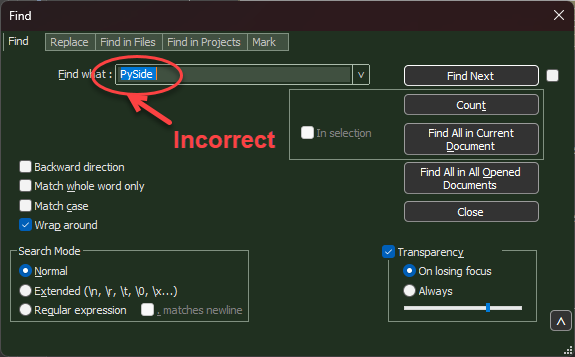 Find
Find Replace Find in Files Find in Projects Mark
Find what : PySide
Find Next
Count
Incorrect
In selection
Find All in Current
Document
Find All in All Opened
Documents
Close
Backward direction
Match whole word only
Match case
Wrap around
Search Mode
Normal
Extended (\n, \r, \t, \0, \x...)
Regular expression
. matches newline
Transparency
On losing focus
Always